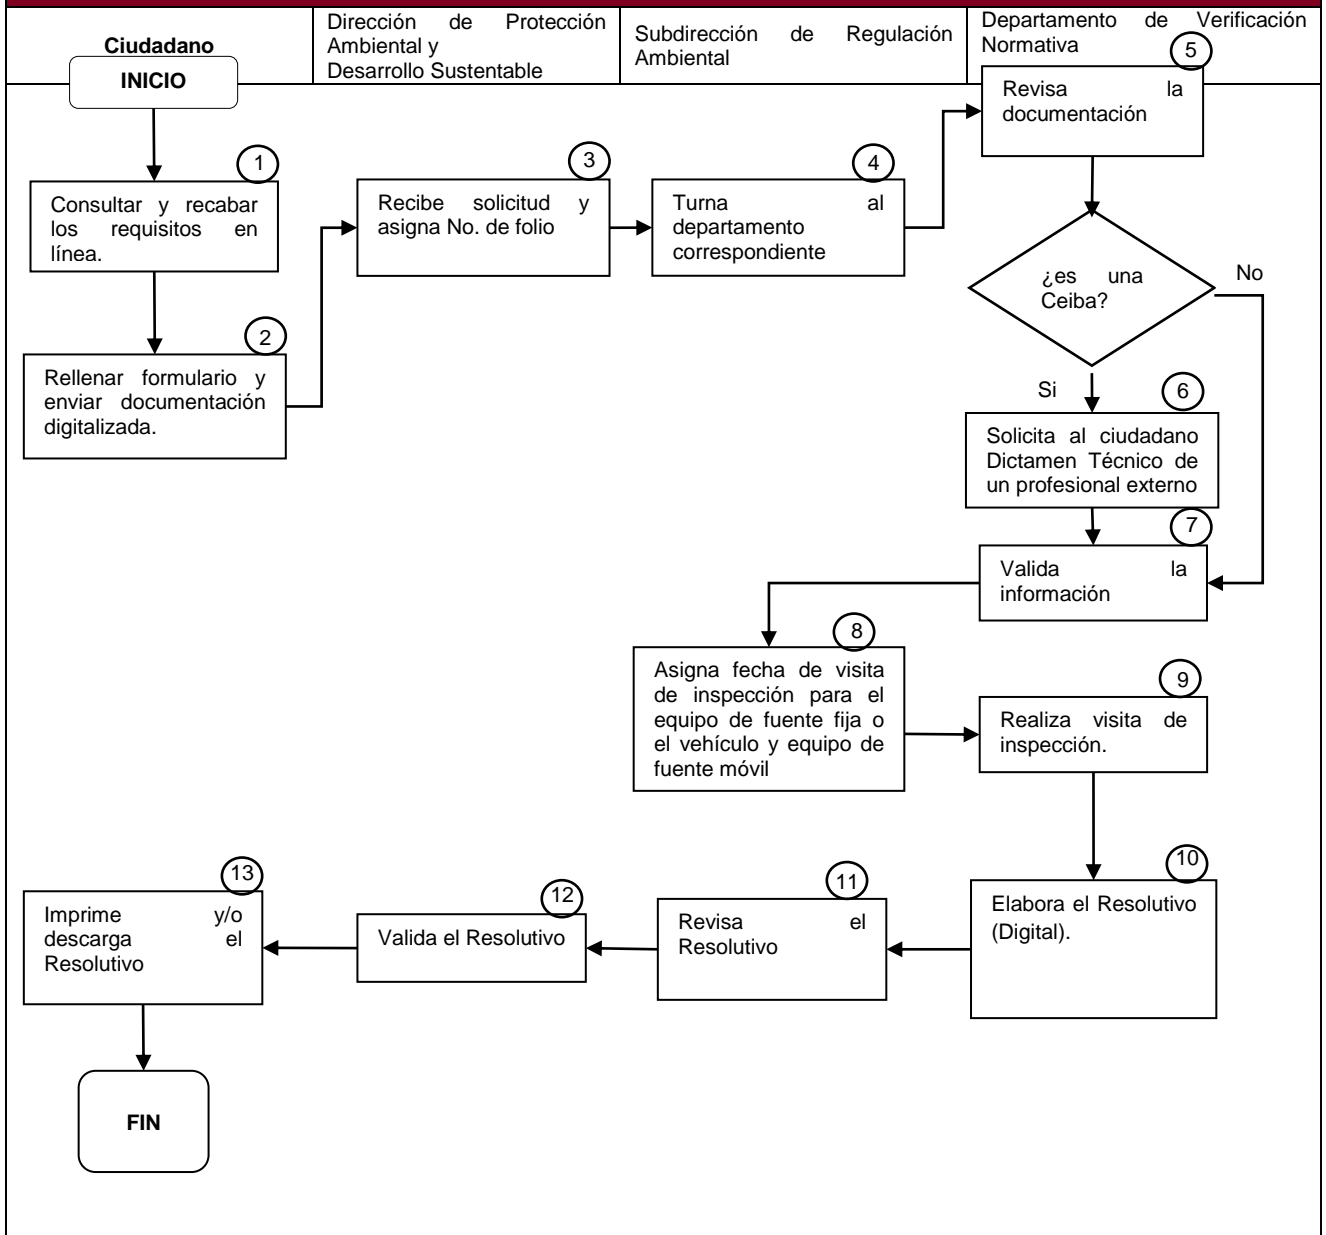 Ciudadano
Dirección de Protección
Ambiental y
Desarrollo Sustentable
Subdirección de Regulación
Ambiental
Departamento de Verificación
Normativa
INICIO
1
Consultar y recabar
los requisitos en
línea.
2
Rellenar formulario y
enviar documentación
digitalizada.
3
Recibe solicitud y
asigna No. de folio
4
Turna al
departamento
correspondiente
5
Revisa la
documentación
¿es una
Ceiba?
No
Si
6
Solicita al ciudadano
Dictamen Técnico de
un profesional externo
7
Valida la
información
8
Asigna fecha de visita
de inspección para el
equipo de fuente fija o
el vehículo y equipo de
fuente móvil
9
Realiza visita de
inspección.
10
Elabora el Resolutivo
(Digital).
11
Revisa el
Resolutivo
12
Valida el Resolutivo
13
Imprime y/o
descarga el
Resolutivo
FIN